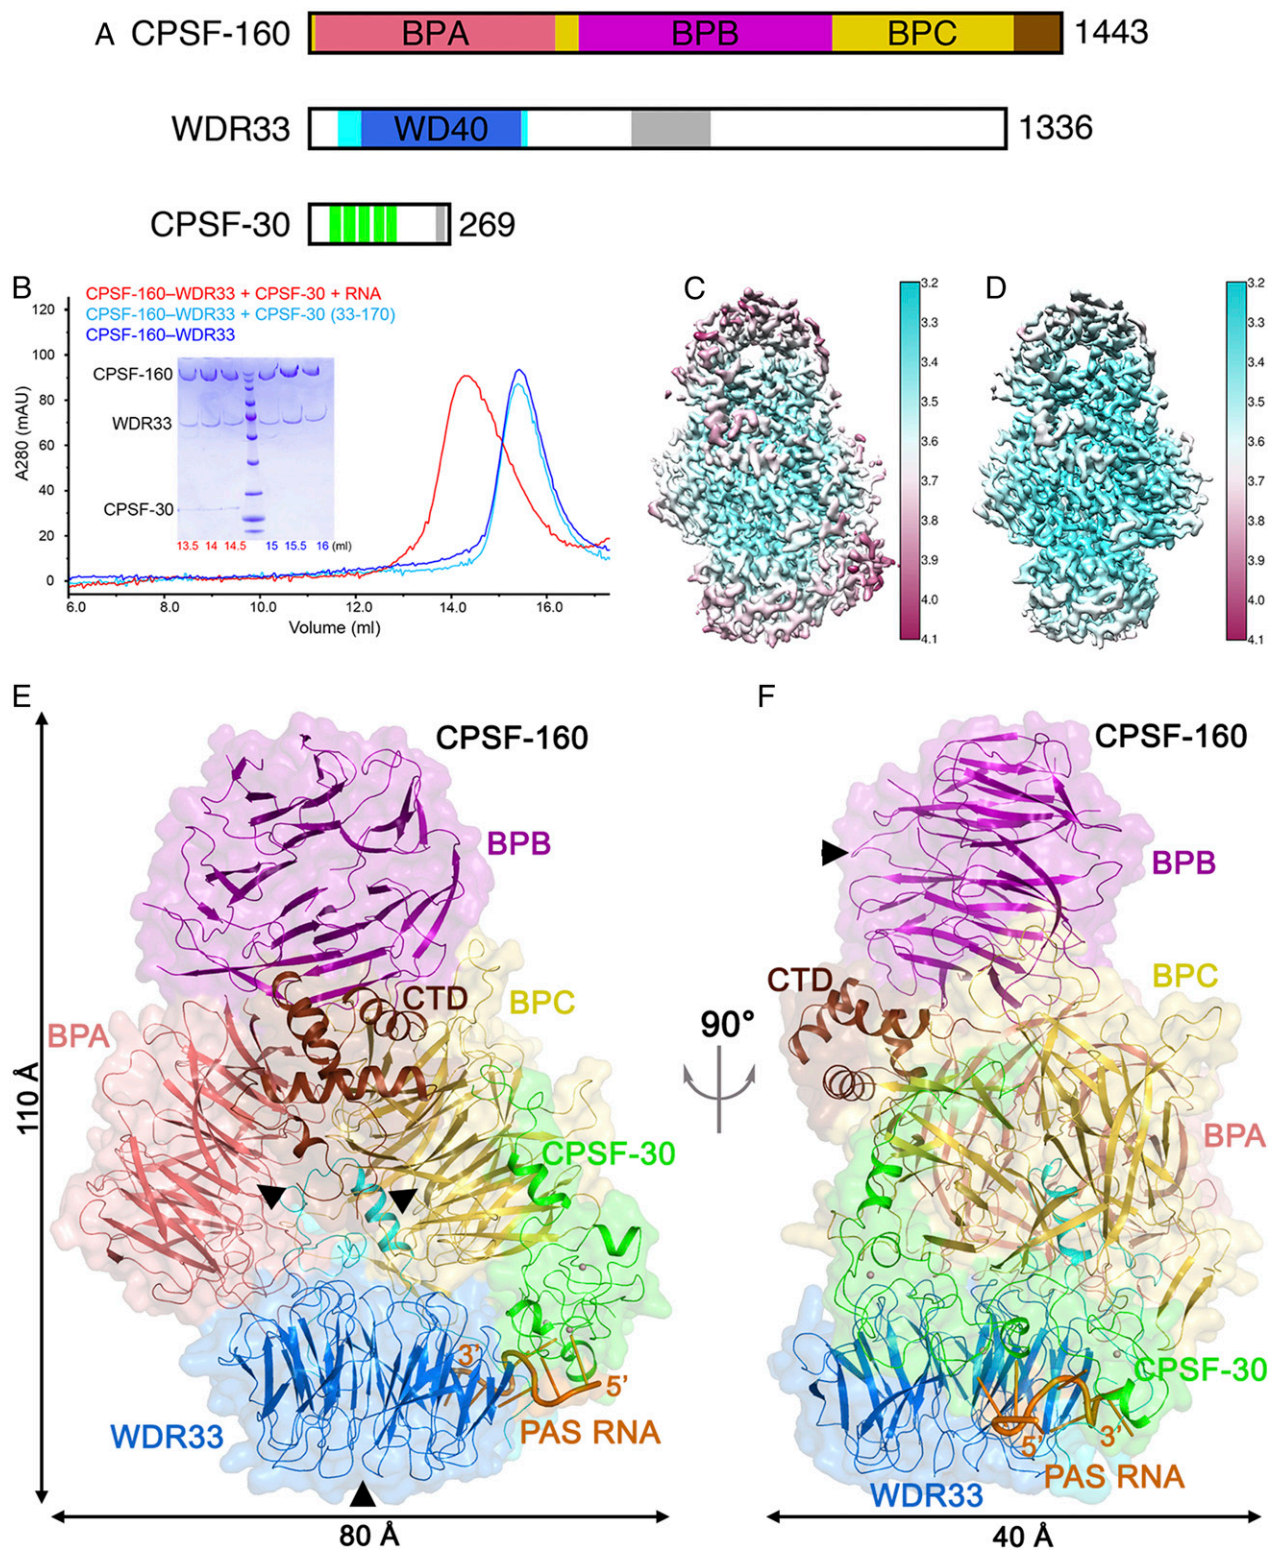 A CPSF-160 BPA BPB BPC 1443
WDR33 WD40 1336
CPSF-30 269
B
CPSF-160–WDR33 + CPSF-30 + RNA
CPSF-160–WDR33 + CPSF-30 (33-170)
CPSF-160–WDR33
A280 (mAU)
120
100
80
60
40
20
0
CPSF-160
WDR33
CPSF-30
13.5 14 14.5 15 15.5 16 (ml)
6.0 8.0 10.0 12.0 14.0 16.0
Volume (ml)
C
3.2
3.3
3.4
3.5
3.6
3.7
3.8
3.9
4.0
4.1
D
3.2
3.3
3.4
3.5
3.6
3.7
3.8
3.9
4.0
4.1
E
CPSF-160
BPB
CTD
BPC
BPA
110 Å
CPSF-30
3'
5'
WDR33
PAS RNA
80 Å
90°
F
CPSF-160
BPB
CTD
BPC
BPA
CPSF-30
5'
3'
PAS RNA
WDR33
40 Å